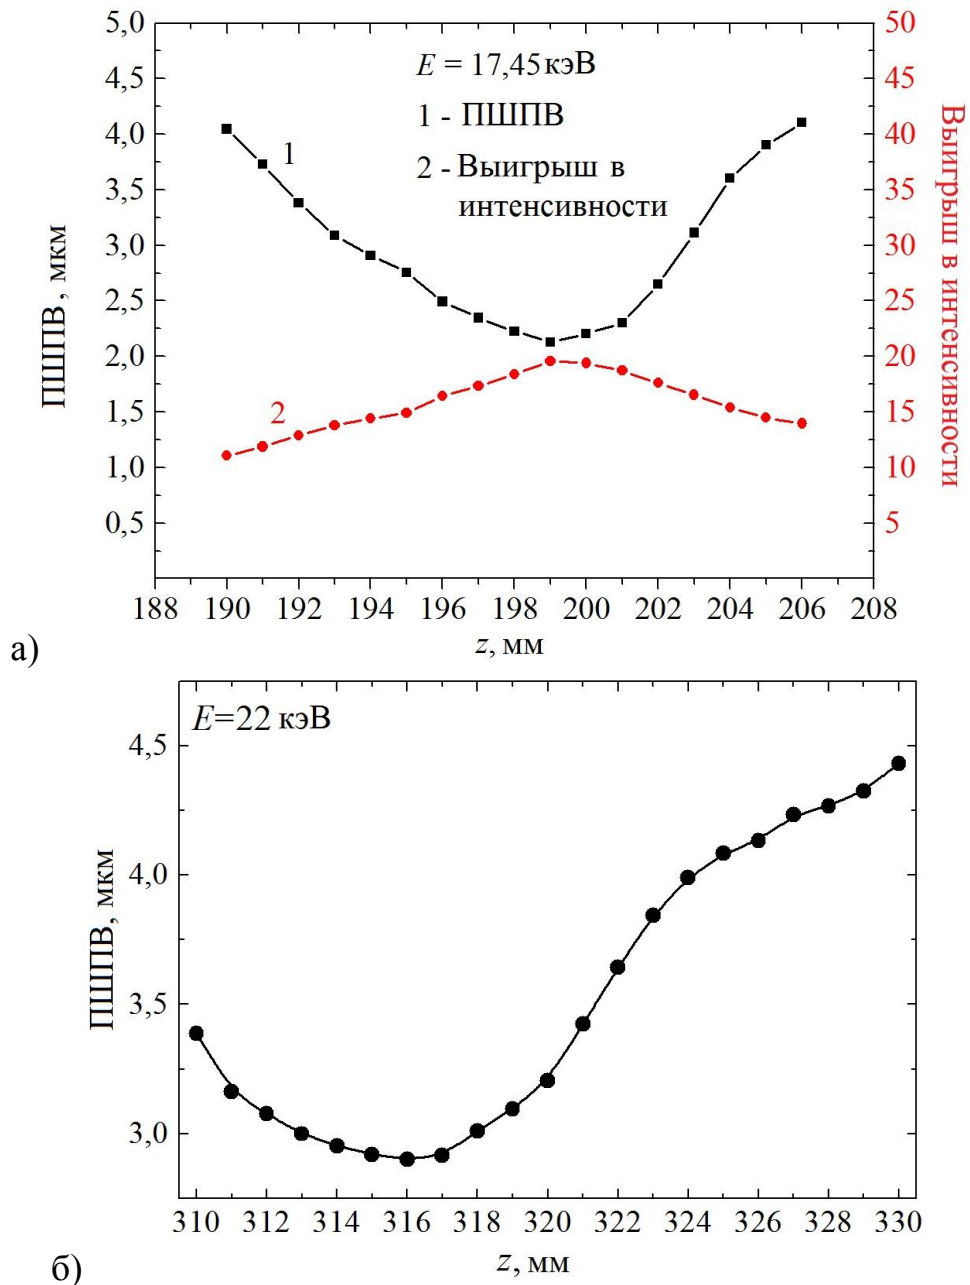 5,0
4,5
4,0
3,5
3,0
2,5
2,0
1,5
1,0
0,5
ПШПВ, мкм
E = 17,45 кэВ
1 - ПШПВ
2 - Выигрыш в
интенсивности
1
2
50
45
40
35
30
25
20
15
10
5
Выигрыш в интенсивности
188 190 192 194 196 198 200 202 204 206 208
z, мм
а)
E=22 кэВ
4,5
4,0
3,5
3,0
ПШПВ, мкм
310 312 314 316 318 320 322 324 326 328 330
z, мм
б)